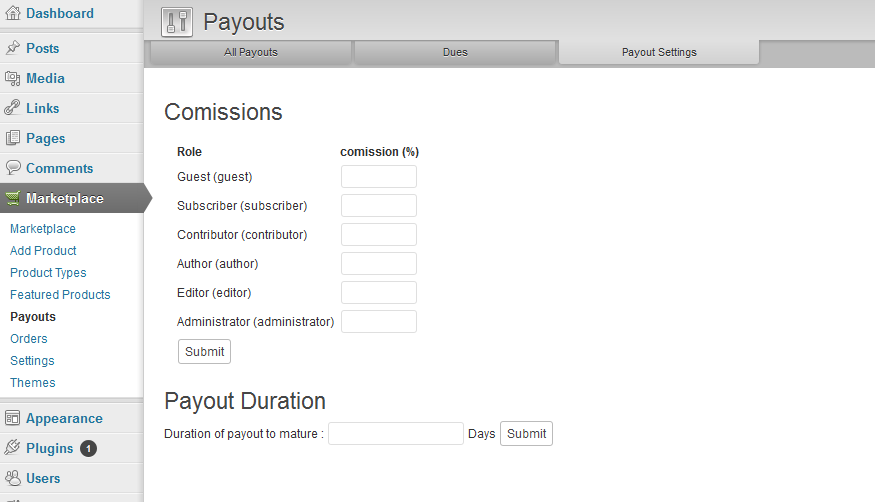 Dashboard
Posts
Media
Links
Pages
Comments
Marketplace
Marketplace
Add Product
Product Types
Featured Products
Payouts
Orders
Settings
Themes
Appearance
Plugins 1
Users
Payouts
All Payouts Dues Payout Settings
Comissions
Role comission (%)
Guest (guest)
Subscriber (subscriber)
Contributor (contributor)
Author (author)
Editor (editor)
Administrator (administrator)
Submit
Payout Duration
Duration of payout to mature : Days Submit